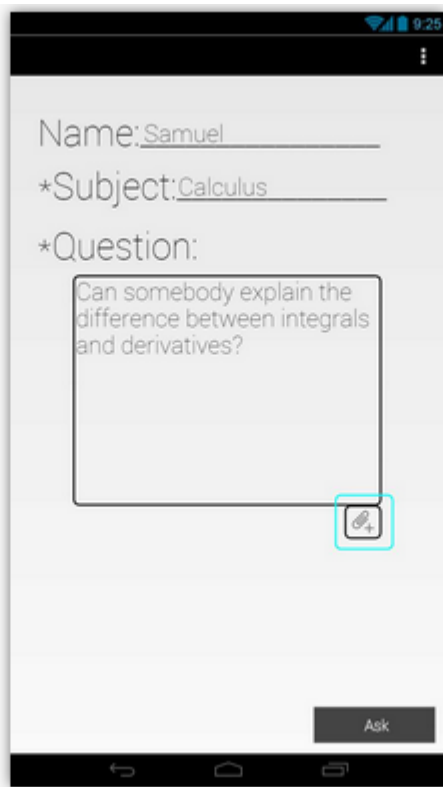 9:25
Name: Samuel
*Subject: Calculus
*Question:
Can somebody explain the
difference between integrals
and derivatives?
Ask